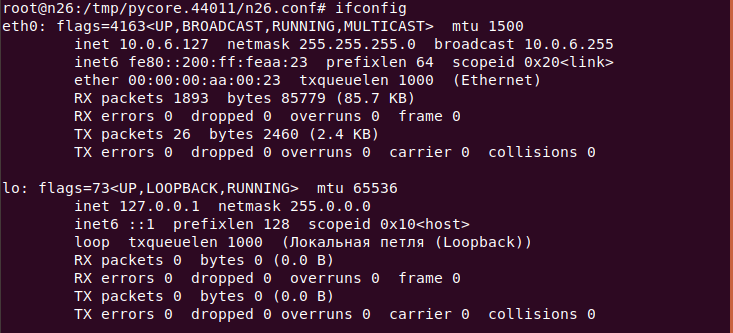 root@n26:/tmp/pycore.44011/n26.conf# ifconfig
eth0: flags=4163<UP,BROADCAST,RUNNING,MULTICAST>  mtu 1500
        inet 10.0.6.127  netmask 255.255.255.0  broadcast 10.0.6.255
        inet6 fe80::200:ff:feaa:23  prefixlen 64  scopeid 0x20<link>
        ether 00:00:00:aa:00:23  txqueuelen 1000  (Ethernet)
        RX packets 1893  bytes 85779 (85.7 KB)
        RX errors 0  dropped 0  overruns 0  frame 0
        TX packets 26  bytes 2460 (2.4 KB)
        TX errors 0  dropped 0 overruns 0  carrier 0  collisions 0

lo: flags=73<UP,LOOPBACK,RUNNING>  mtu 65536
        inet 127.0.0.1  netmask 255.0.0.0
        inet6 ::1  prefixlen 128  scopeid 0x10<host>
        loop  txqueuelen 1000  (Локальная петля (Loopback))
        RX packets 0  bytes 0 (0.0 B)
        RX errors 0  dropped 0  overruns 0  frame 0
        TX packets 0  bytes 0 (0.0 B)
        TX errors 0  dropped 0 overruns 0  carrier 0  collisions 0